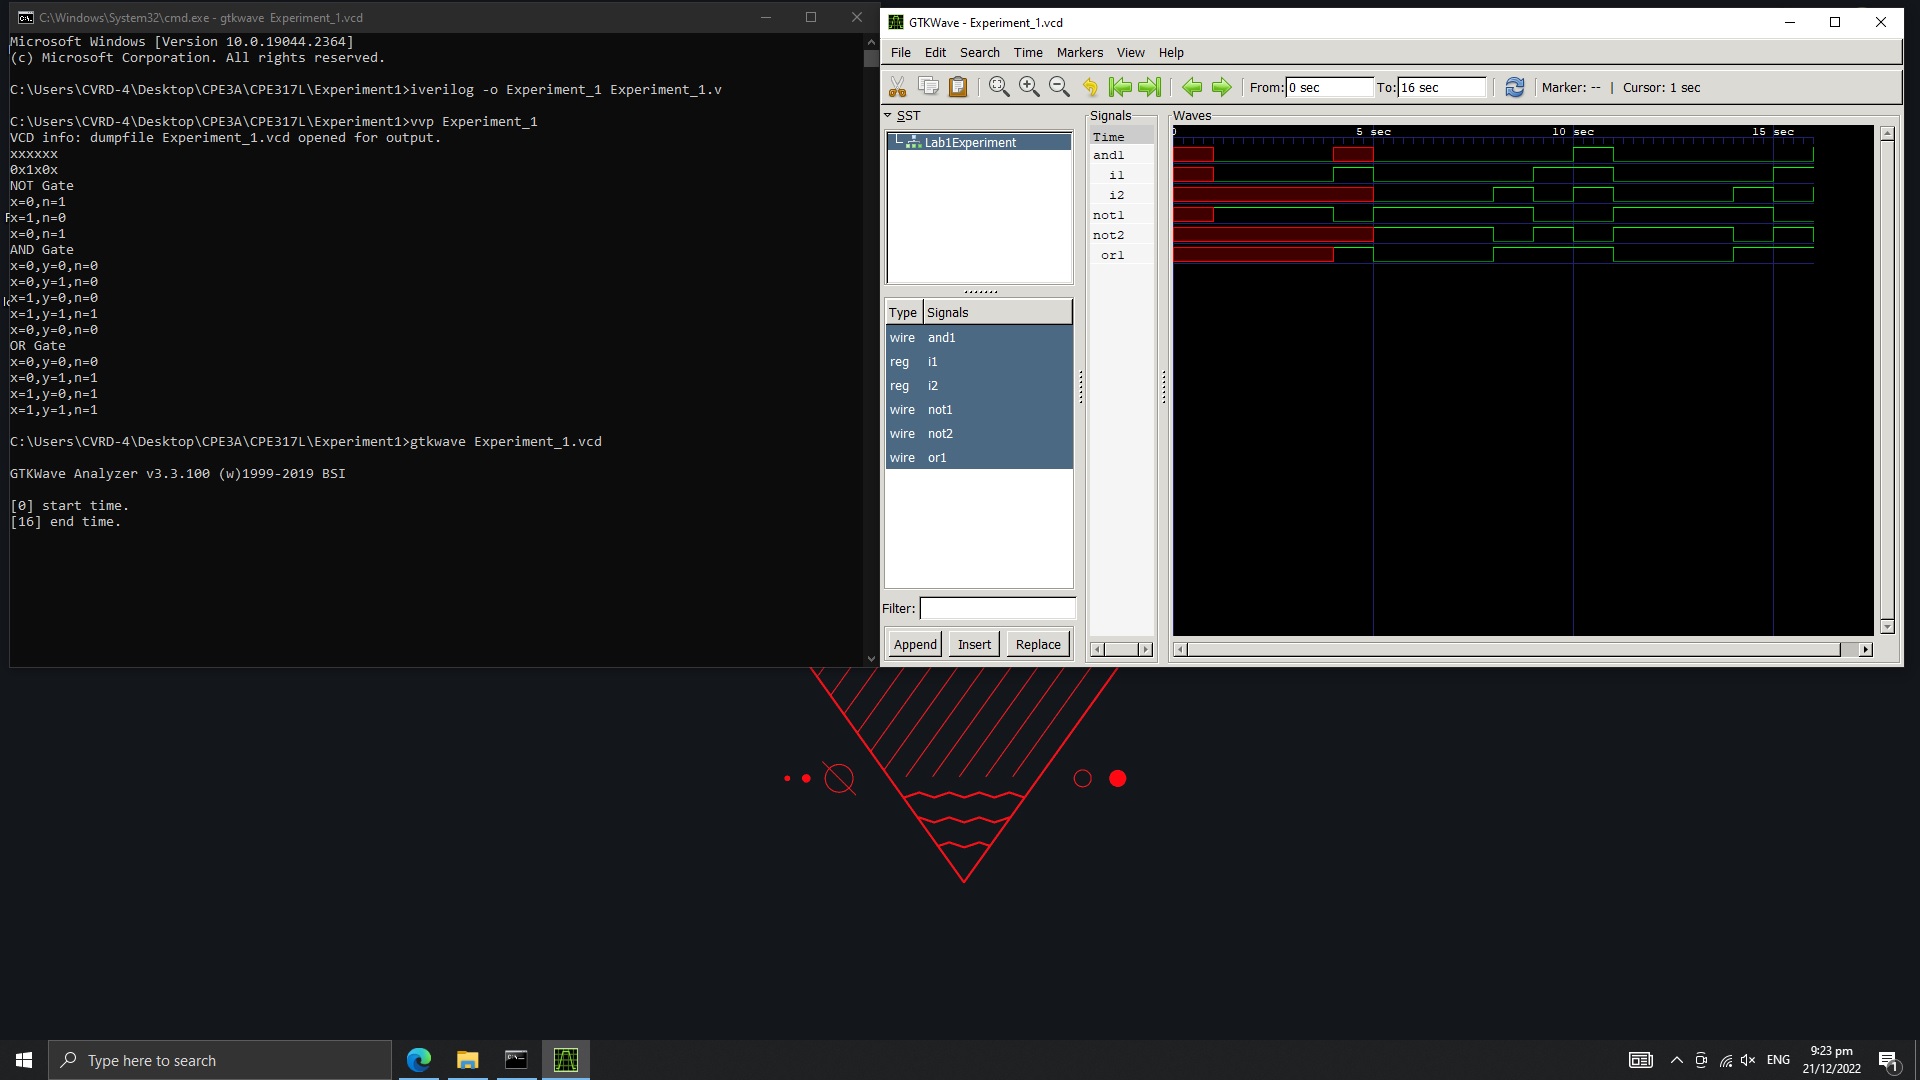 C:\Windows\System32\cmd.exe - gtkwave Experiment_1.vcd
Microsoft Windows [Version 10.0.19044.2364]
(c) Microsoft Corporation. All rights reserved.
C:\Users\CVRD-4\Desktop\CPE3A\CPE317L\Experiment1>iverilog -o Experiment_1 Experiment_1.v
C:\Users\CVRD-4\Desktop\CPE3A\CPE317L\Experiment1>vvp Experiment_1
VCD info: dumpfile Experiment_1.vcd opened for output.
xxxxxx
0x1x0x
NOT Gate
x=0,n=1
x=1,n=0
x=0,n=1
AND Gate
x=0,y=0,n=0
x=0,y=1,n=0
x=1,y=0,n=0
x=1,y=1,n=1
x=0,y=0,n=0
OR Gate
x=0,y=0,n=0
x=0,y=1,n=1
x=1,y=0,n=1
x=1,y=1,n=1
C:\Users\CVRD-4\Desktop\CPE3A\CPE317L\Experiment1>gtkwave Experiment_1.vcd
GTKWave Analyzer v3.3.100 (w)1999-2019 BSI
[0] start time.
[16] end time.
GTKWave - Experiment_1.vcd
File Edit Search Time Markers View Help
From: 0 sec To: 16 sec Marker: -- | Cursor: 1 sec
SST
Lab1Experiment
Type Signals
wire and1
reg i1
reg i2
wire not1
wire not2
wire or1
Filter:
Append Insert Replace
Signals
Time
and1
i1
i2
not1
not2
or1
Waves
0 5 sec 10 sec 15 sec
Type here to search
ENG
9:23 pm
21/12/2022
1